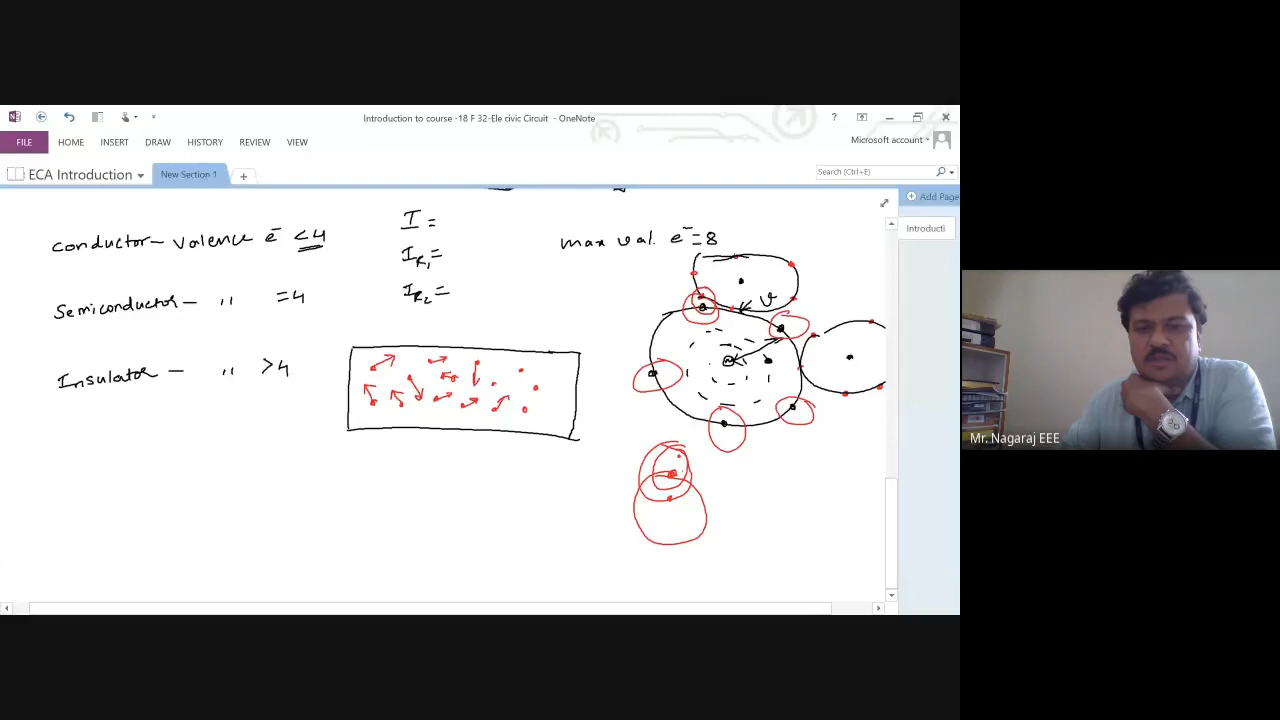 Introduction to course -18 F 32-Ele civic Circuit - OneNote
?
FILE
HOME
INSERT
DRAW
HISTORY
REVIEW
VIEW
Microsoft account
ECA Introduction
New Section 1
+
Search (Ctrl+E)
Add Page
Introducti
Conductor — Valence e⁻ <4
Semiconductor — ,, =4
Insulator — ,, >4
I =
IR₁ =
IR₂ =
max val. e⁻ = 8
Mr. Nagaraj EEE